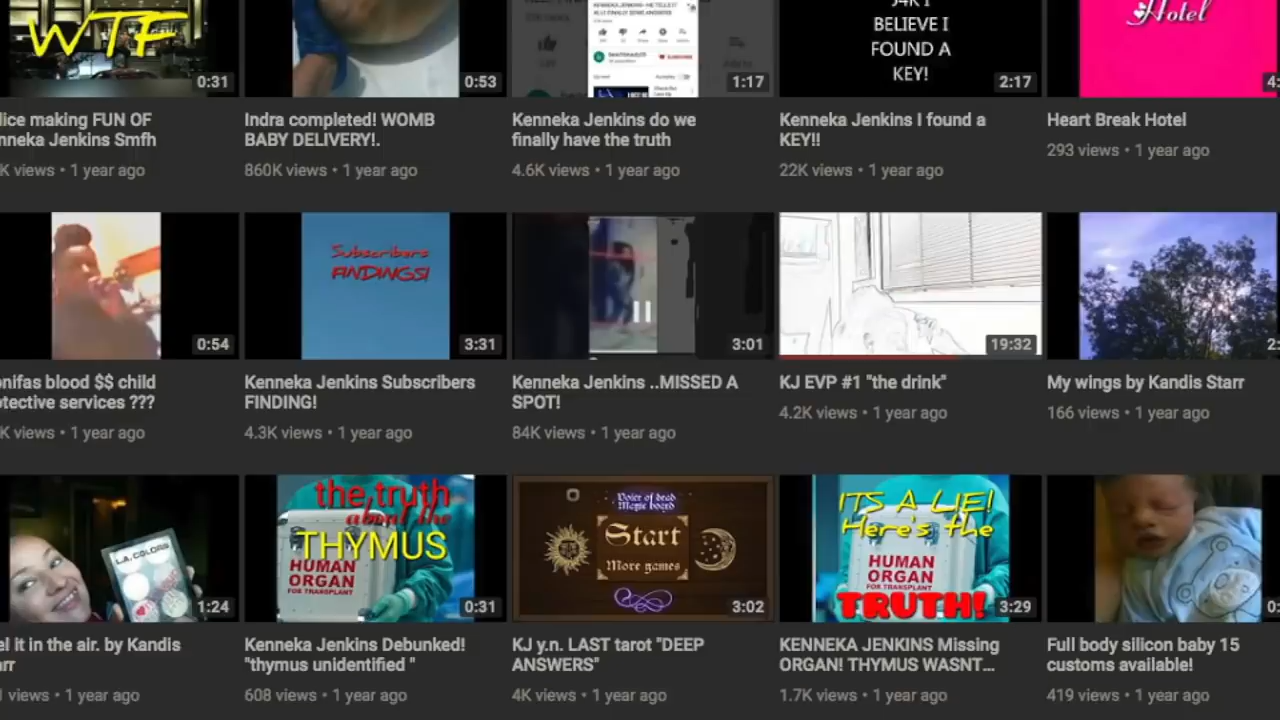 WTF
0:31
0:53
1:17
J4K I
BELIEVE I
FOUND A
KEY!
2:17
Hotel
4:
lice making FUN OF
nneka Jenkins Smfh
K views • 1 year ago
Indra completed! WOMB
BABY DELIVERY!.
860K views • 1 year ago
Kenneka Jenkins do we
finally have the truth
4.6K views • 1 year ago
Kenneka Jenkins I found a
KEY!!
22K views • 1 year ago
Heart Break Hotel
293 views • 1 year ago
0:54
Subscribers
FINDINGS!
3:31
3:01
19:32
2:
onifas blood $$ child
otective services ???
K views • 1 year ago
Kenneka Jenkins Subscribers
FINDING!
4.3K views • 1 year ago
Kenneka Jenkins ..MISSED A
SPOT!
84K views • 1 year ago
KJ EVP #1 "the drink"
4.2K views • 1 year ago
My wings by Kandis Starr
166 views • 1 year ago
L.A. COLORS
1:24
the truth
about the
THYMUS
HUMAN
ORGAN
FOR TRANSPLANT
0:31
Voice of dead
Magic board
Start
More games
3:02
ITS A LIE!
Here's the
HUMAN
ORGAN
FOR TRANSPLANT
TRUTH!
3:29
0:
el it in the air. by Kandis
arr
views • 1 year ago
Kenneka Jenkins Debunked!
"thymus unidentified "
608 views • 1 year ago
KJ y.n. LAST tarot "DEEP
ANSWERS"
4K views • 1 year ago
KENNEKA JENKINS Missing
ORGAN! THYMUS WASNT...
1.7K views • 1 year ago
Full body silicon baby 15
customs available!
419 views • 1 year ago